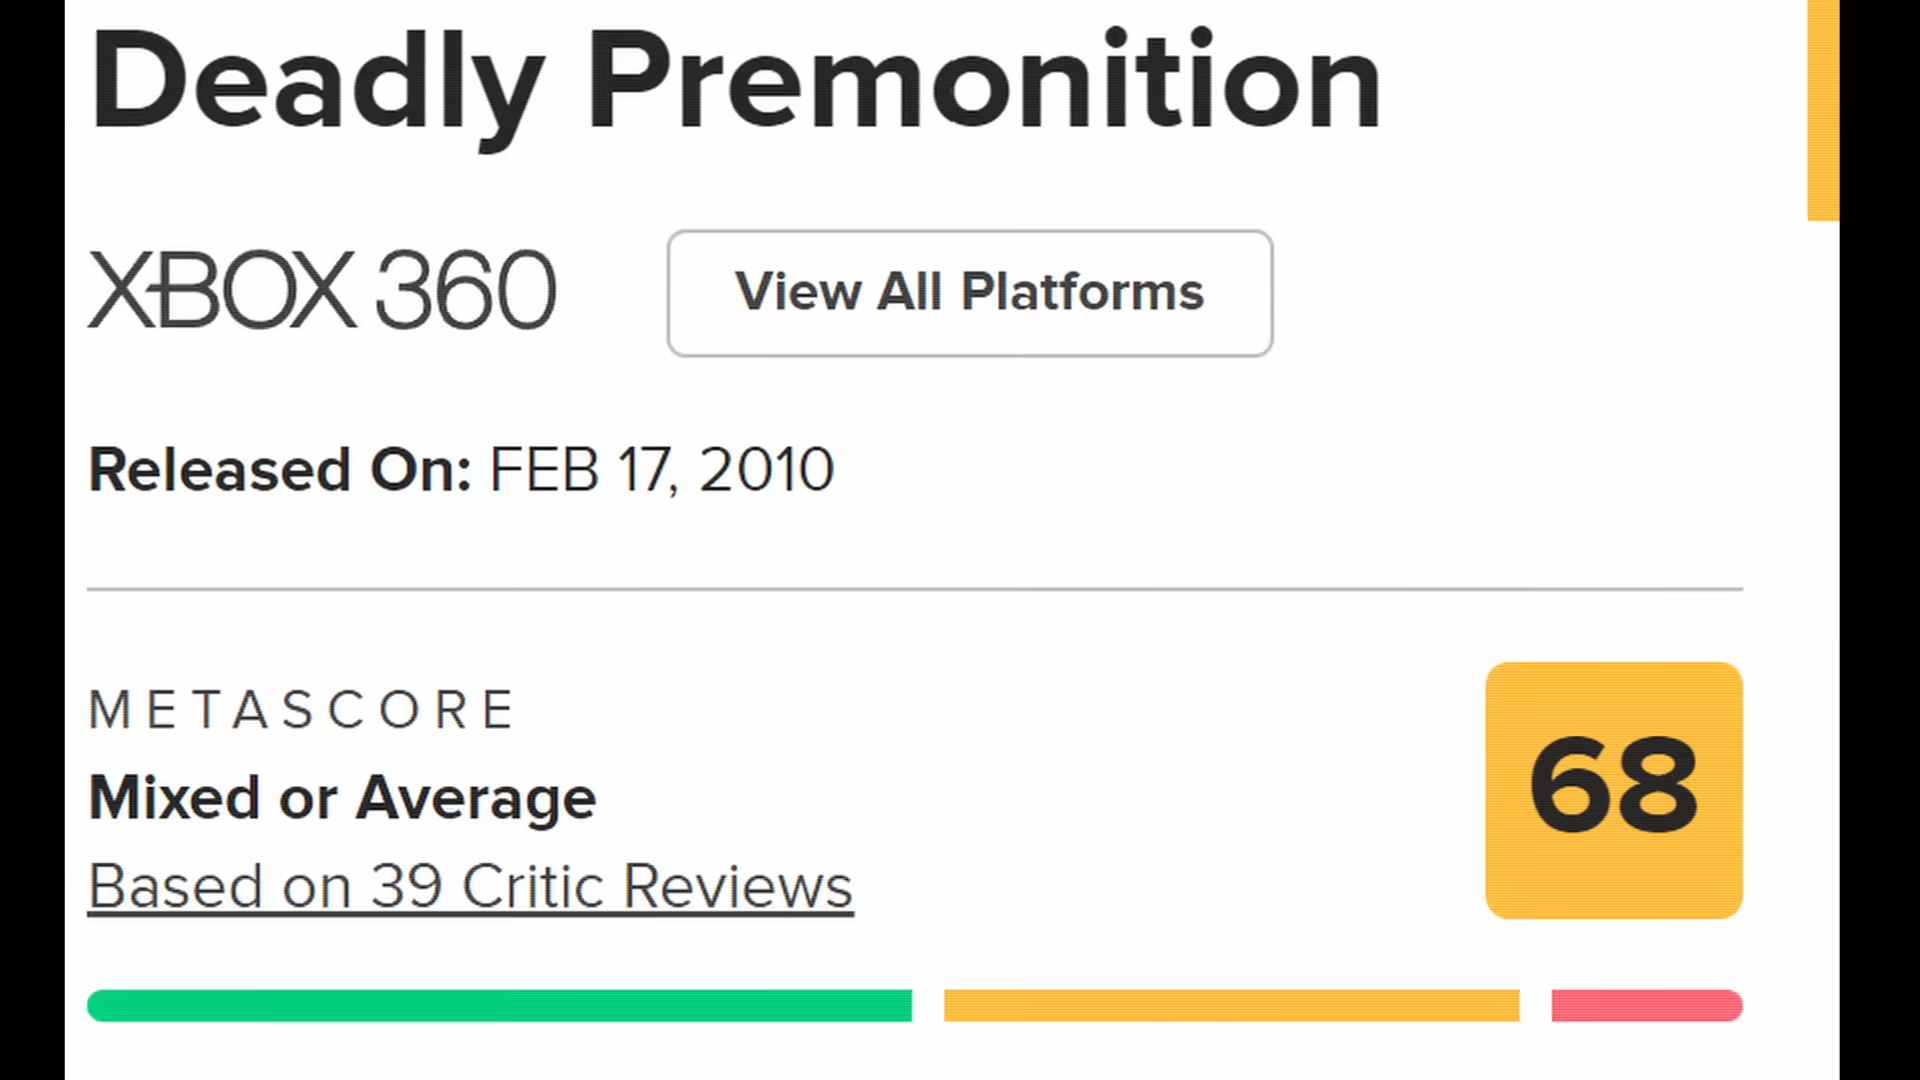 Deadly Premonition
XBOX 360
View All Platforms
Released On: FEB 17, 2010
METASCORE
Mixed or Average
68
Based on 39 Critic Reviews